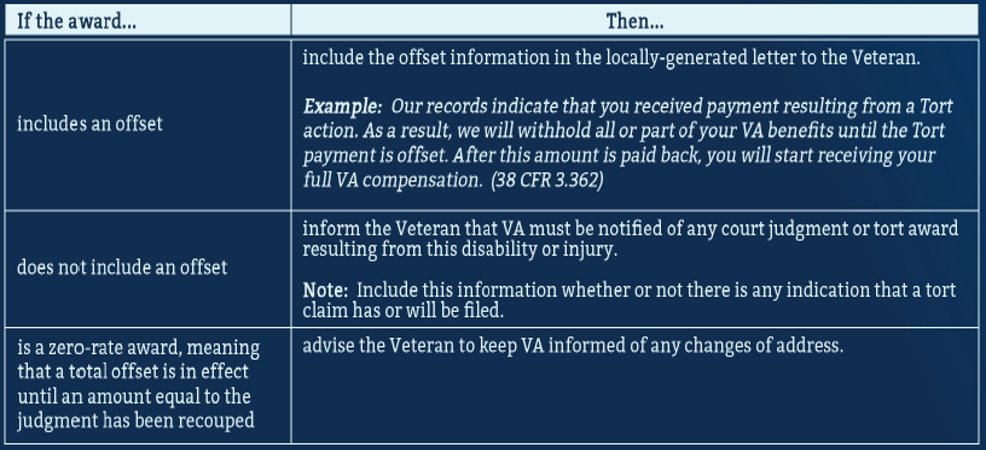 If the award...
Then...
includes an offset
include the offset information in the locally-generated letter to the Veteran.
Example: Our records indicate that you received payment resulting from a Tort
action. As a result, we will withhold all or part of your VA benefits until the Tort
payment is offset. After this amount is paid back, you will start receiving your
full VA compensation. (38 CFR 3.362)
does not include an offset
inform the Veteran that VA must be notified of any court judgment or tort award
resulting from this disability or injury.
Note: Include this information whether or not there is any indication that a tort
claim has or will be filed.
is a zero-rate award, meaning
that a total offset is in effect
until an amount equal to the
judgment has been recouped
advise the Veteran to keep VA informed of any changes of address.